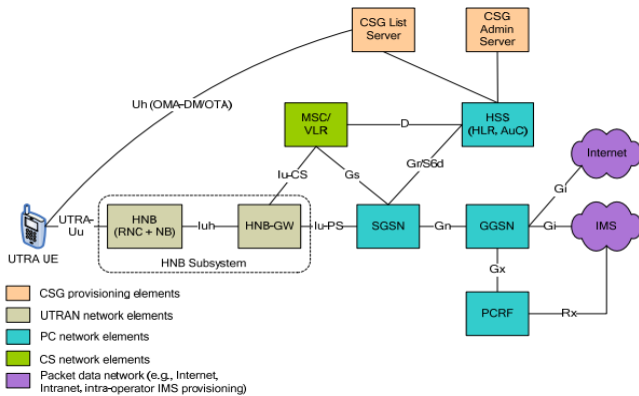 CSG List
Server
CSG
Admin
Server
Uh (OMA-DM/OTA)
MSC/
VLR
D
HSS
(HLR, AuC)
Internet
Iu-CS
Gs
Gr/S6d
Gi
UTRA-
Uu
HNB
(RNC + NB)
Iuh
HNB-GW
Iu-PS
SGSN
Gn
GGSN
Gi
IMS
UTRA UE
HNB Subsystem
Gx
PCRF
Rx
CSG provisioning elements
UTRAN network elements
PC network elements
CS network elements
Packet data network (e.g., Internet,
Intranet, intra-operator IMS provisioning)